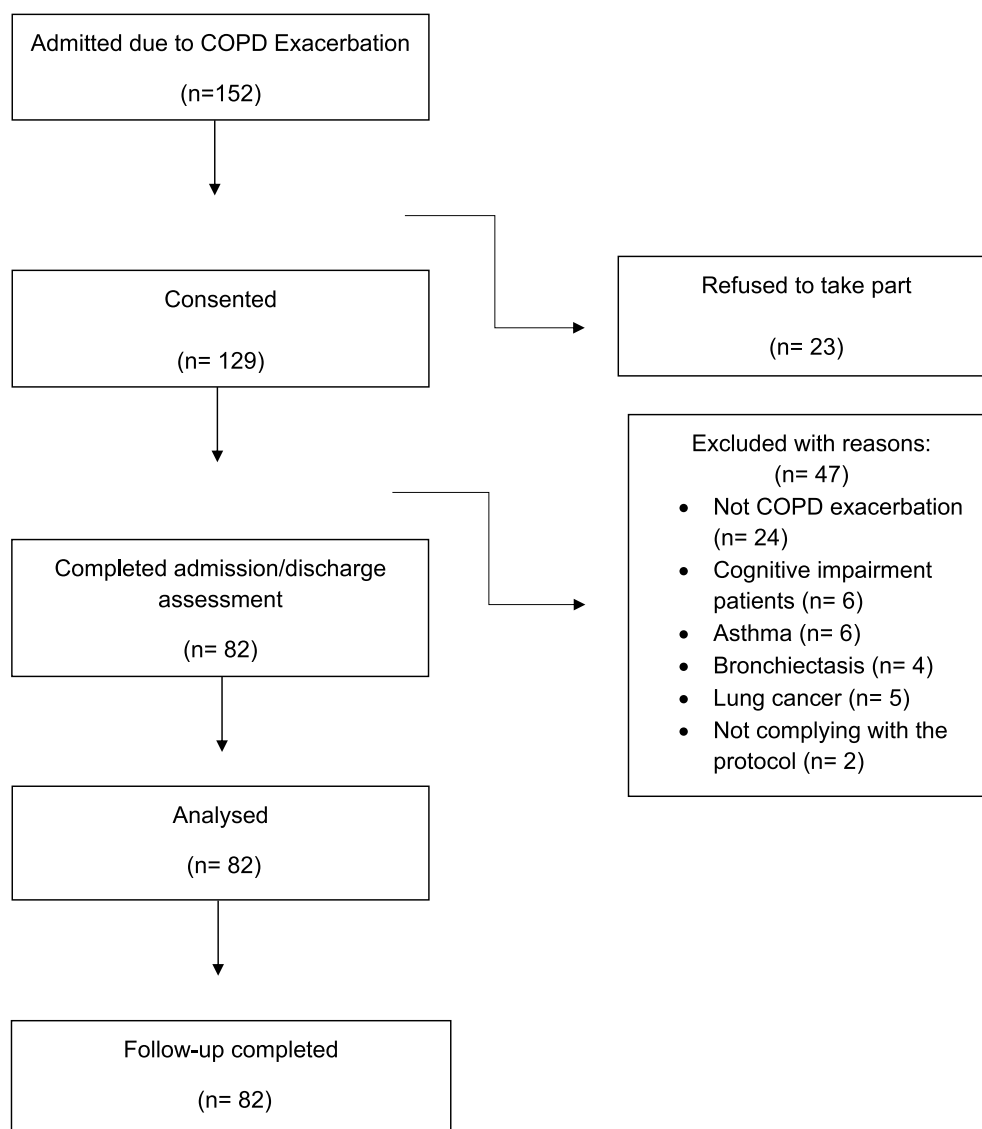 Admitted due to COPD Exacerbation
(n=152)
Consented
(n= 129)
Refused to take part
(n= 23)
Excluded with reasons:
(n= 47)
• Not COPD exacerbation
(n= 24)
• Cognitive impairment
patients (n= 6)
• Asthma (n= 6)
• Bronchiectasis (n= 4)
• Lung cancer (n= 5)
• Not complying with the
protocol (n= 2)
Completed admission/discharge
assessment
(n= 82)
Analysed
(n= 82)
Follow-up completed
(n= 82)